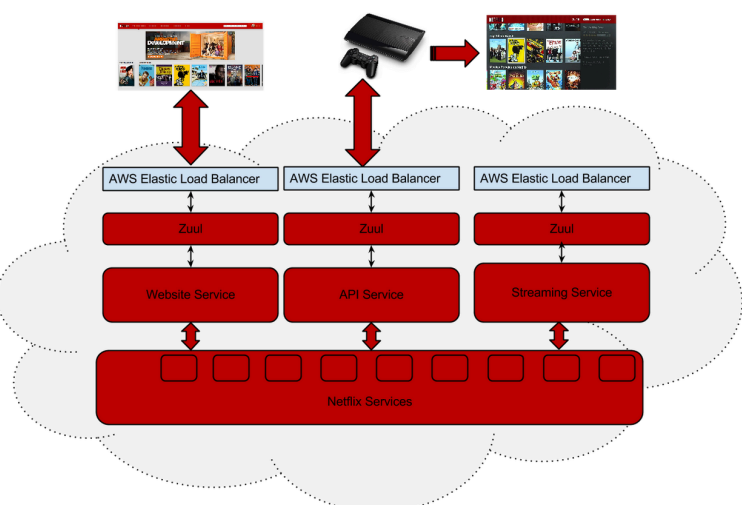 AWS Elastic Load Balancer
AWS Elastic Load Balancer
AWS Elastic Load Balancer
Zuul
Zuul
Zuul
Website Service
API Service
Streaming Service
Netflix Services